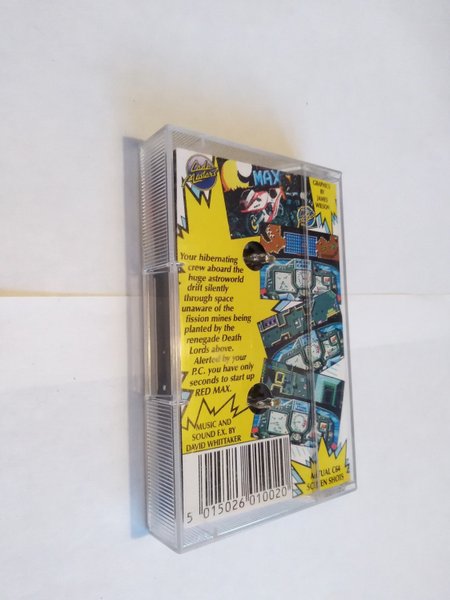 Code
Masters
MAX
GRAPHICS
BY
JAMES
WILSON
Your hibernating
crew aboard the
huge astroworld
drift silently
through space
unaware of the
fission mines being
planted by the
renegade Death
Lords above.
Alerted by your
P.C. you have only
seconds to start up
RED MAX.
MUSIC AND
SOUND F.X. BY
DAVID WHITTAKER
5 015026 010020
ACTUAL C64
SCREEN SHOTS